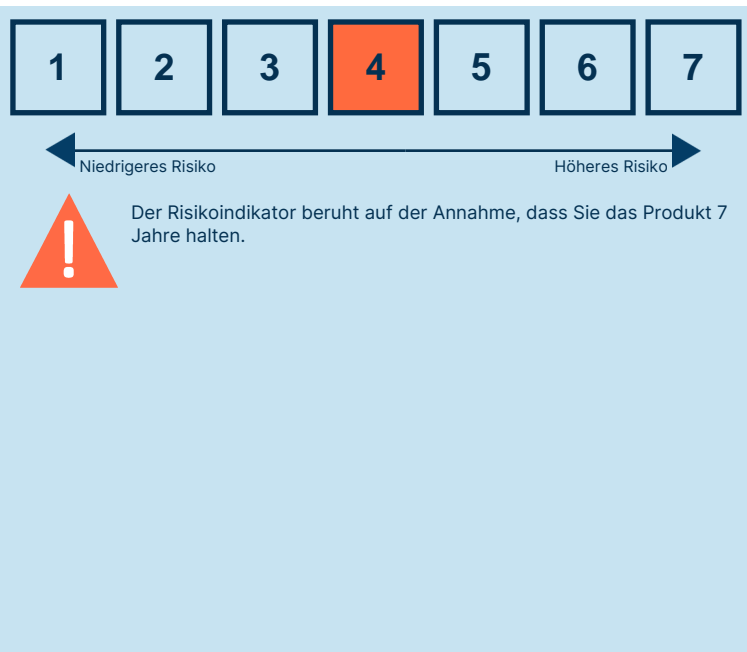 1 2 3 4 5 6 7
Niedrigeres Risiko Höheres Risiko
Der Risikoindikator beruht auf der Annahme, dass Sie das Produkt 7
Jahre halten.
!